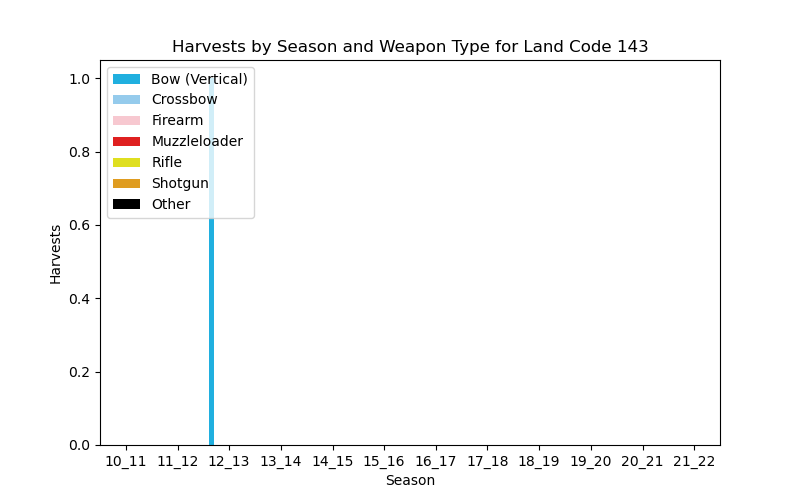 Harvests by Season and Weapon Type for Land Code 143
1.0
0.8
0.6
0.4
0.2
0.0
Harvests
Bow (Vertical)
Crossbow
Firearm
Muzzleloader
Rifle
Shotgun
Other
10_11 11_12 12_13 13_14 14_15 15_16 16_17 17_18 18_19 19_20 20_21 21_22
Season